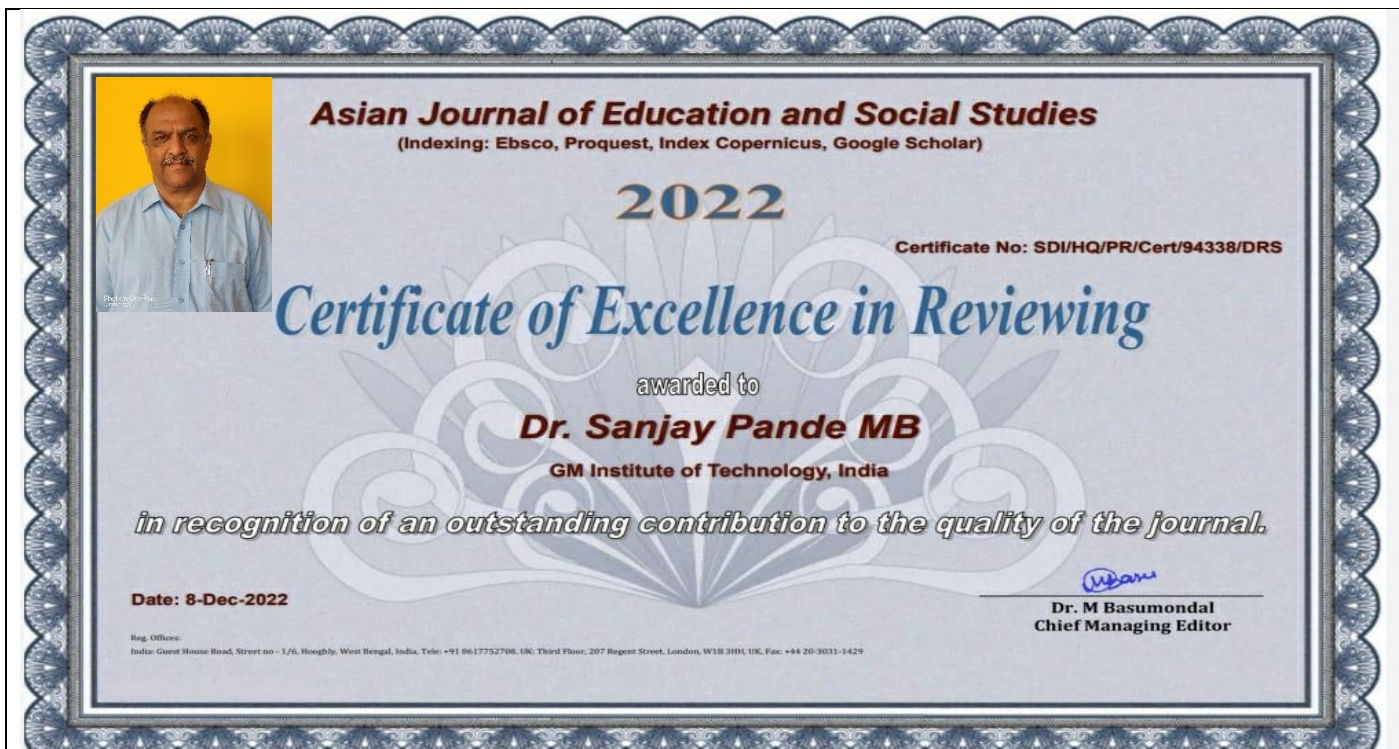 Asian Journal of Education and Social Studies
(Indexing: Ebsco, Proquest, Index Copernicus, Google Scholar)
2022
Certificate No: SDI/HQ/PR/Cert/94338/DRS
Certificate of Excellence in Reviewing
awarded to
Dr. Sanjay Pande MB
GM Institute of Technology, India
in recognition of an outstanding contribution to the quality of the journal.
Date: 8-Dec-2022
Dr. M Basumondal
Chief Managing Editor
Reg. Offices:
India: Guest House Road, Street no - 1/6, Hooghly, West Bengal, India, Tele: +91 8617752708, UK: Third Floor, 207 Regent Street, London, W1B 3HH, UK, Fax: +44 20-3031-1429